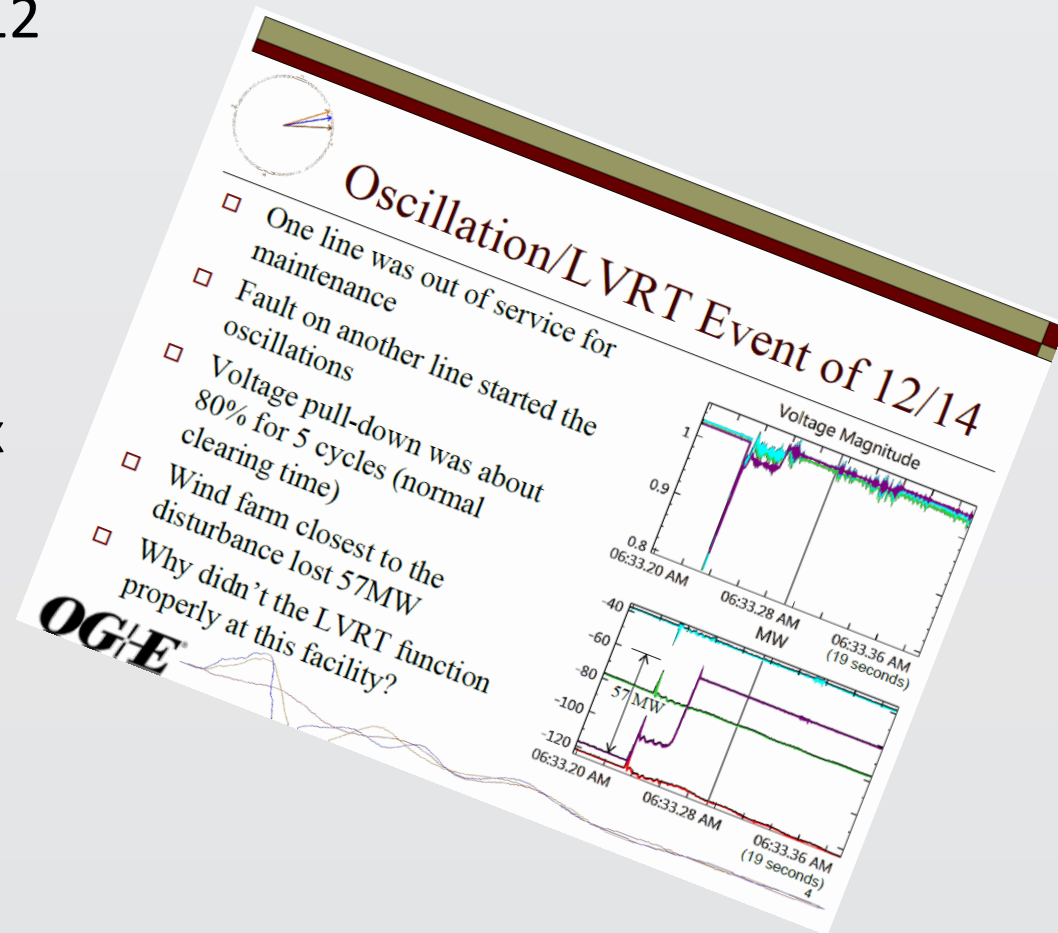 12
x
Oscillation/LVRT Event of 12/14
One line was out of service for
maintenance
Fault on another line started the
oscillations
Voltage pull-down was about
80% for 5 cycles (normal
clearing time)
Wind farm closest to the
disturbance lost 57MW
Why didn't the LVRT function
properly at this facility?
OG&E®
Voltage Magnitude
1
0.9
0.8
06:33.20 AM
06:33.28 AM
06:33.36 AM
(19 seconds)
MW
-40
-60
-80
-100
-120
57 MW
06:33.20 AM
06:33.28 AM
06:33.36 AM
(19 seconds)
4